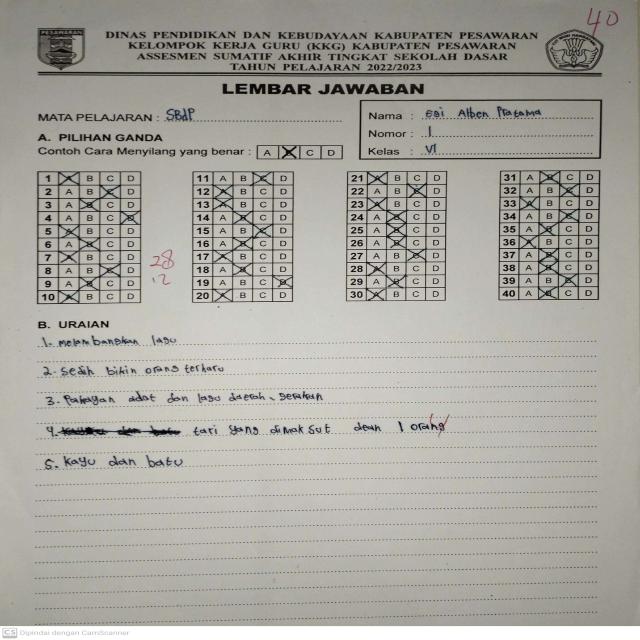 PESAWARAN
40
DINAS PENDIDIKAN DAN KEBUDAYAAN KABUPATEN PESAWARAN
KELOMPOK KERJA GURU (KKG) KABUPATEN PESAWARAN
ASSESMEN SUMATIF AKHIR TINGKAT SEKOLAH DASAR
TAHUN PELAJARAN 2022/2023
LEMBAR JAWABAN
MATA PELAJARAN : SBdP
Nama : Egi Alben Pratama
Nomor : 1
Kelas : VI
A. PILIHAN GANDA
Contoh Cara Menyilang yang benar : A B C D
1 A B C D 11 A B C D 21 A B C D 31 A B C D
2 A B C D 12 A B C D 22 A B C D 32 A B C D
3 A B C D 13 A B C D 23 A B C D 33 A B C D
4 A B C D 14 A B C D 24 A B C D 34 A B C D
5 A B C D 15 A B C D 25 A B C D 35 A B C D
6 A B C D 16 A B C D 26 A B C D 36 A B C D
7 A B C D 17 A B C D 27 A B C D 37 A B C D
8 A B C D 18 A B C D 28 A B C D 38 A B C D
9 A B C D 19 A B C D 29 A B C D 39 A B C D
10 A B C D 20 A B C D 30 A B C D 40 A B C D
28
12
B. URAIAN
1. melambangkan lagu
2. sedih bikin orang terharu
3. Pakayan adat dan lagu daerah, gerakan
4. tari yang dimaksut dean 1 orang
5. kayu dan batu
CS Dipindai dengan CamScanner